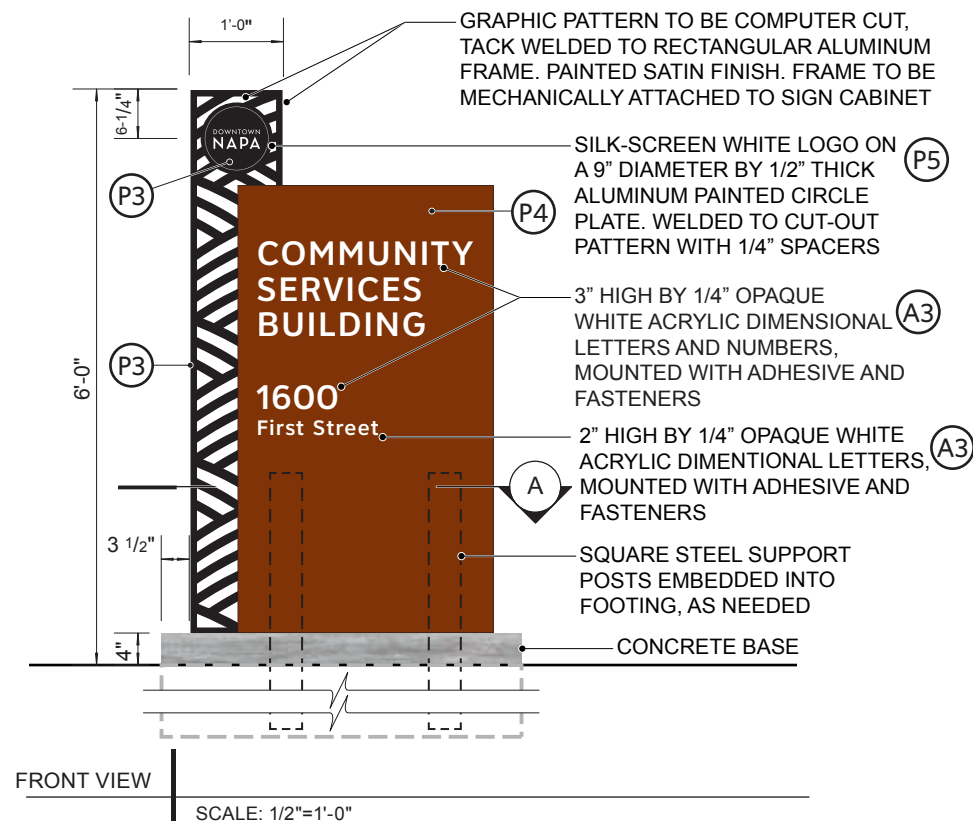 1'-0"
GRAPHIC PATTERN TO BE COMPUTER CUT,
TACK WELDED TO RECTANGULAR ALUMINUM
FRAME. PAINTED SATIN FINISH. FRAME TO BE
MECHANICALLY ATTACHED TO SIGN CABINET
6-1/4"
DOWNTOWN
NAPA
P3
SILK-SCREEN WHITE LOGO ON
A 9” DIAMETER BY 1/2” THICK
ALUMINUM PAINTED CIRCLE
PLATE. WELDED TO CUT-OUT
PATTERN WITH 1/4” SPACERS
P5
P4
COMMUNITY
SERVICES
BUILDING
3” HIGH BY 1/4” OPAQUE
WHITE ACRYLIC DIMENSIONAL
LETTERS AND NUMBERS,
MOUNTED WITH ADHESIVE AND
FASTENERS
A3
6'-0"
P3
1600
First Street
2” HIGH BY 1/4” OPAQUE WHITE
ACRYLIC DIMENTIONAL LETTERS,
MOUNTED WITH ADHESIVE AND
FASTENERS
A3
A
3 1/2"
SQUARE STEEL SUPPORT
POSTS EMBEDDED INTO
FOOTING, AS NEEDED
4"
CONCRETE BASE
FRONT VIEW
SCALE: 1/2"=1'-0"